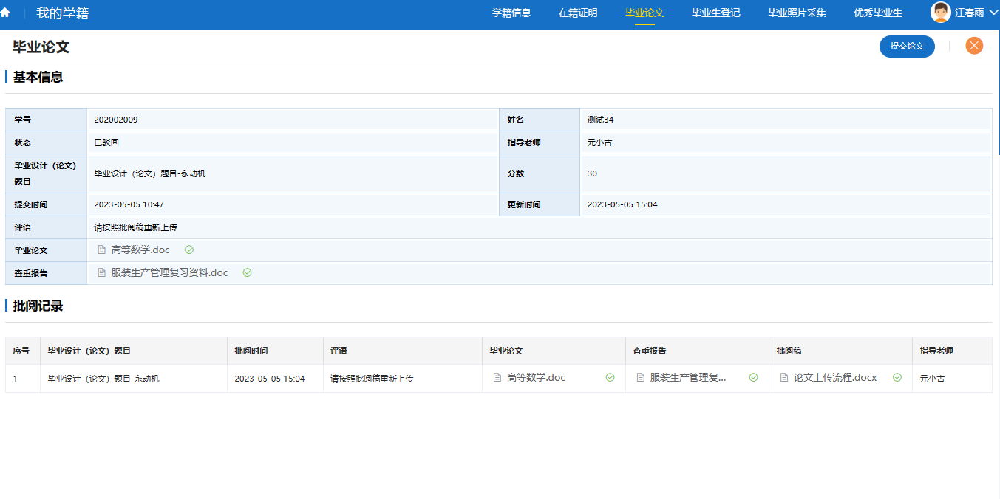 我的学籍 学籍信息 在籍证明 毕业论文 毕业生登记 毕业照片采集 优秀毕业生 江春雨
毕业论文 提交论文
基本信息
学号 202002009 姓名 测试34
状态 已驳回 指导老师 元小古
毕业设计（论文）
题目 毕业设计（论文）题目-永动机 分数 30
提交时间 2023-05-05 10:47 更新时间 2023-05-05 15:04
评语 请按照批阅稿重新上传
毕业论文 高等数学.doc
查重报告 服装生产管理复习资料.doc
批阅记录
序号 毕业设计（论文）题目 批阅时间 评语 毕业论文 查重报告 批阅稿 指导老师
1 毕业设计（论文）题目-永动机 2023-05-05 15:04 请按照批阅稿重新上传 高等数学.doc 服装生产管理复... 论文上传流程.docx 元小古